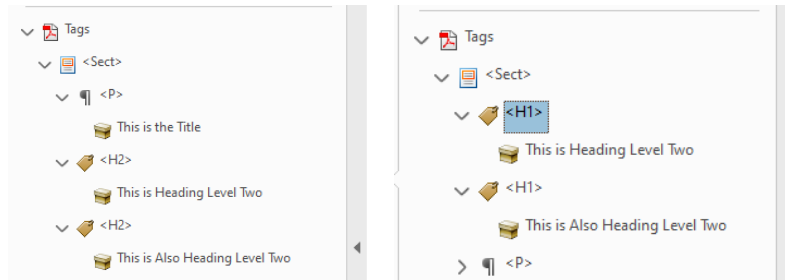 Tags
<Sect>
<P>
This is the Title
<H2>
This is Heading Level Two
<H2>
This is Also Heading Level Two
Tags
<Sect>
<H1>
This is Heading Level Two
<H1>
This is Also Heading Level Two
<P>